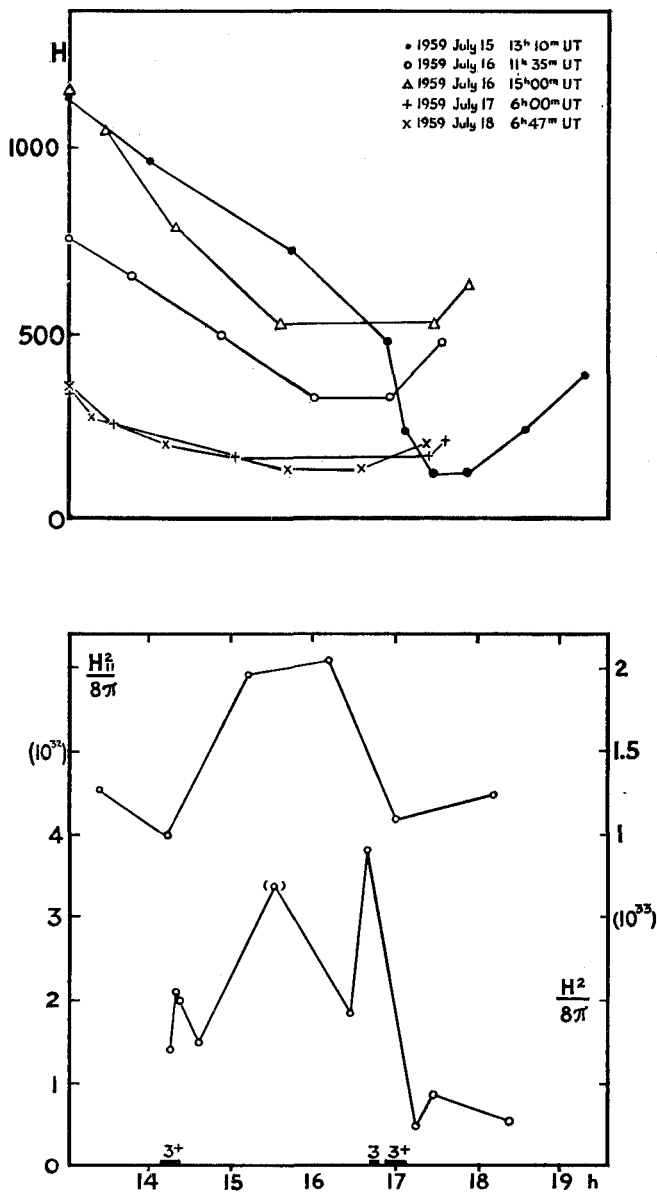 H
• 1959 July 15 13ʰ 10ᵐ UT
o 1959 July 16 11ʰ 35ᵐ UT
△ 1959 July 16 15ʰ00ᵐ UT
+ 1959 July 17 6ʰ00ᵐ UT
x 1959 July 18 6ʰ47ᵐ UT
1000
500
0
H²₁₁
8π
2
(10³²)
1.5
4
1
3
(10³³)
2
H²
8π
1
0
3+
3
3+
14 15 16 17 18 19 h